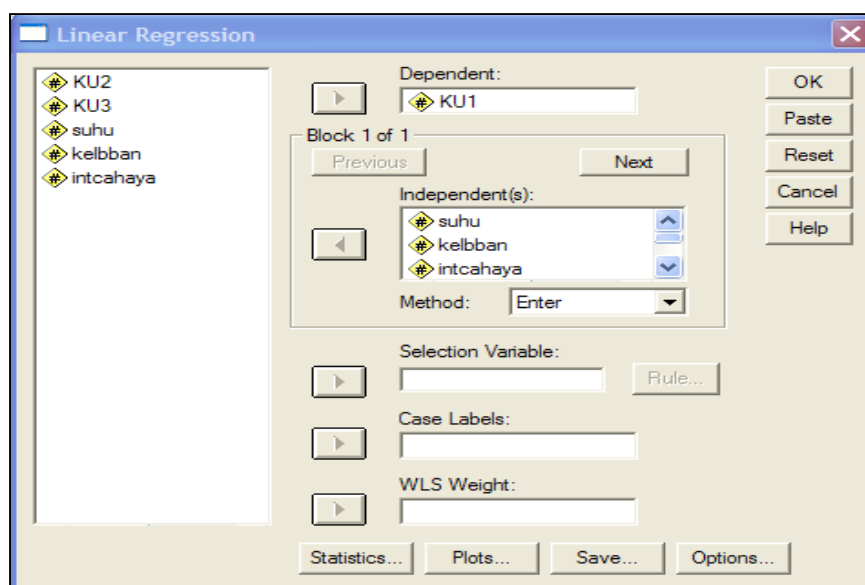 Linear Regression
KU2
KU3
suhu
kelbban
intcahaya
Dependent:
KU1
Block 1 of 1
Previous
Next
Independent(s):
suhu
kelbban
intcahaya
Method:
Enter
Selection Variable:
Rule...
Case Labels:
WLS Weight:
Statistics...
Plots...
Save...
Options...
OK
Paste
Reset
Cancel
Help